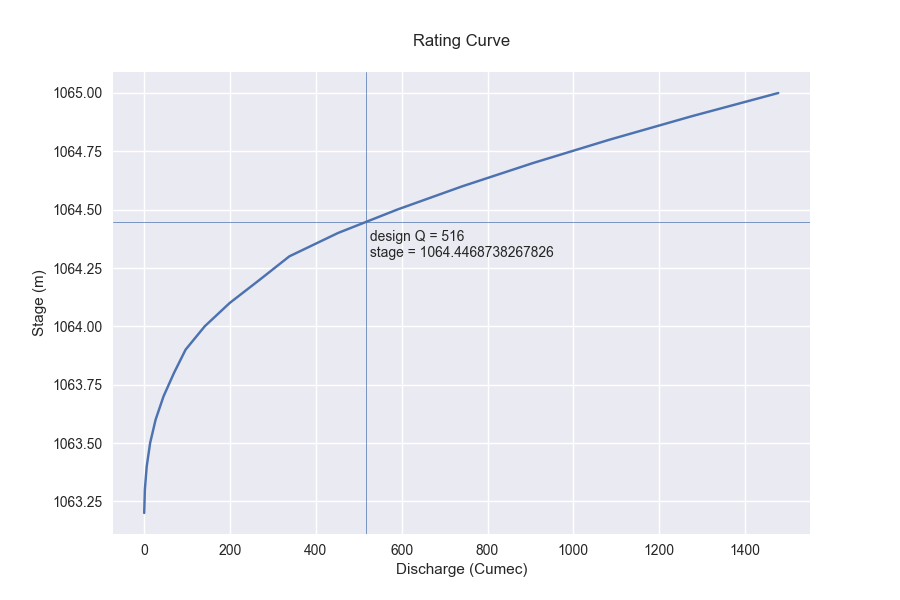 Rating Curve
1065.00
1064.75
1064.50
1064.25
1064.00
1063.75
1063.50
1063.25
Stage (m)
design Q = 516
stage = 1064.4468738267826
0 200 400 600 800 1000 1200 1400
Discharge (Cumec)